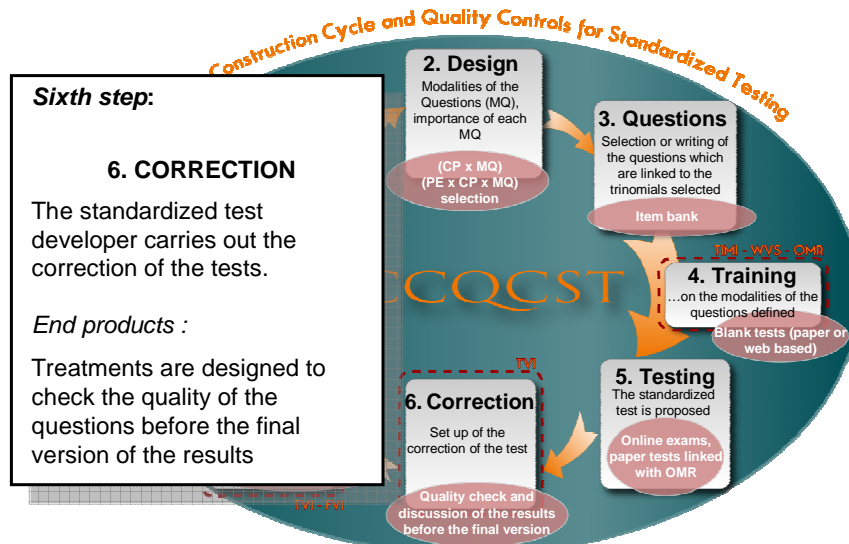 Construction Cycle and Quality Controls for Standardized Testing
Sixth step:
6. CORRECTION
The standardized test
developer carries out the
correction of the tests.
End products :
Treatments are designed to
check the quality of the
questions before the final
version of the results
2. Design
Modalities of the
Questions (MQ),
importance of each
MQ
(CP x MQ)
(PE x CP x MQ)
selection
3. Questions
Selection or writing of
the questions which
are linked to the
trinomials selected
Item bank
CCQCST
TIMI - WVS - OMR
4. Training
…on the modalities of the
questions defined
Blank tests (paper or
web based)
5. Testing
The standardized
test is proposed
Online exams,
paper tests linked
with OMR
TVI
6. Correction
Set up of the
correction of the test
Quality check and
discussion of the results
before the final version
TVI - FVI